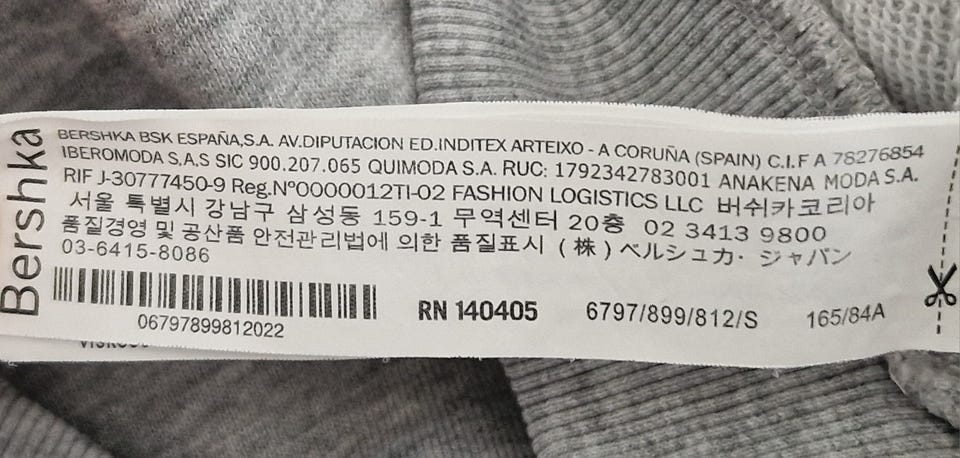 Bershka
BERSHKA BSK ESPAÑA,S.A. AV.DIPUTACION ED.INDITEX ARTEIXO - A CORUÑA (SPAIN) C.I.F A 78276854
IBEROMODA S.A.S SIC 900.207.065 QUIMODA S.A. RUC: 1792342783001 ANAKENA MODA S.A.
RIF J-30777450-9 Reg.Nº0000012TI-02 FASHION LOGISTICS LLC 버쉬카코리아
서울 특별시 강남구 삼성동 159-1 무역센터 20층 02 3413 9800
품질경영 및 공산품 안전관리법에 의한 품질표시 (株) ベルシュカ・ ジャパン
03-6415-8086
06797899812022
RN 140405 6797/899/812/S 165/84A